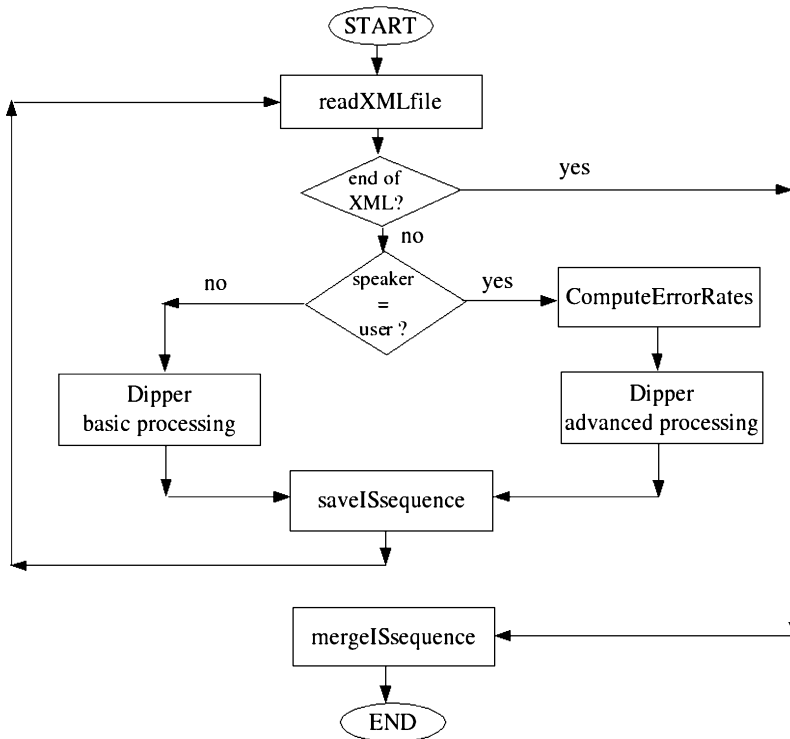 START
readXMLfile
end of
XML?
yes
no
speaker
=
user ?
no
yes
ComputeErrorRates
Dipper
basic processing
Dipper
advanced processing
saveISsequence
mergeISsequence
END